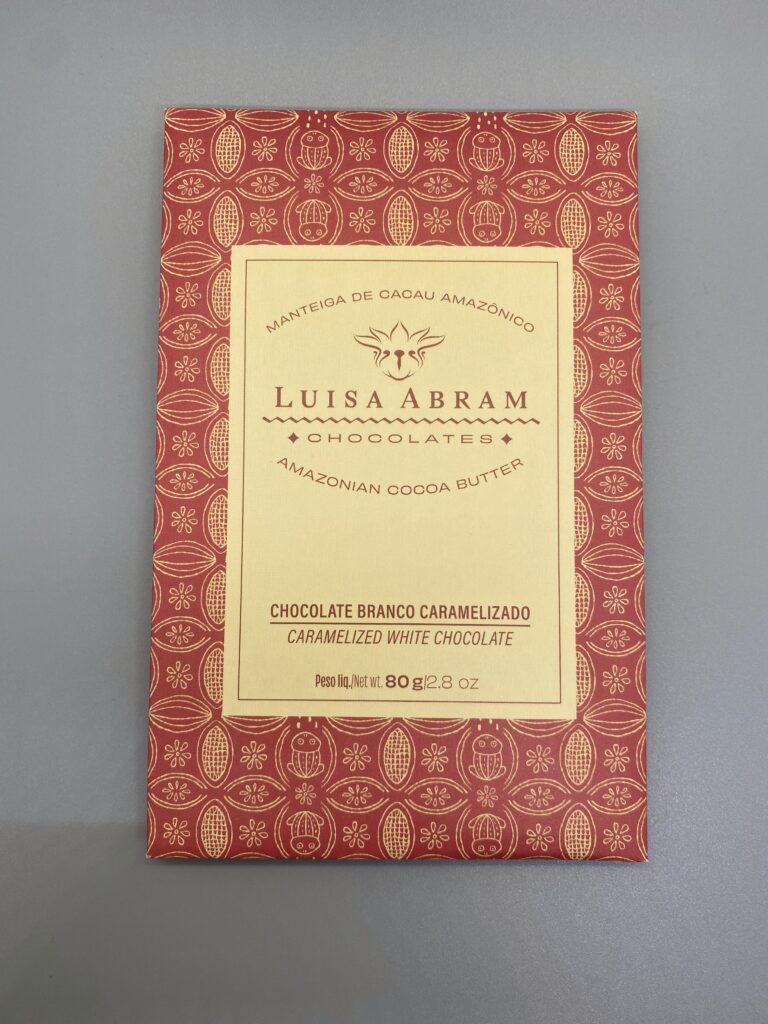 MANTEIGA DE CACAU AMAZÔNICO
LUISA ABRAM
CHOCOLATES
AMAZONIAN COCOA BUTTER
CHOCOLATE BRANCO CARAMELIZADO
CARAMELIZED WHITE CHOCOLATE
Peso liq./Net wt. 80g/2.8 oz